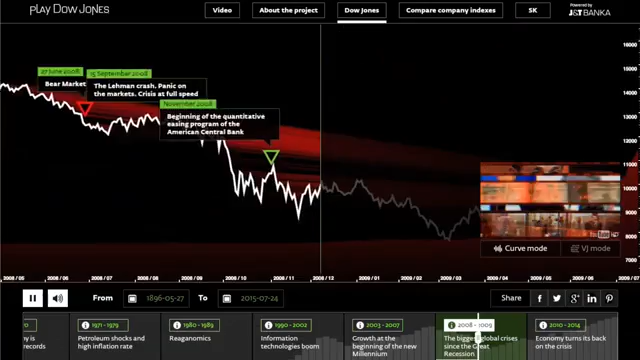 PLAY DOW JONES
Video
About the project
Dow Jones
Compare company indexes
SK
Powered by
J&T BANKA
27 June 2008
Bear Market
15 September 2008
The Lehman crash. Panic on
the markets. Crisis at full speed
November 2008
Beginning of the quantitative
easing program of the
American Central Bank
16000
15000
14000
13000
12000
11000
10000
9000
8000
7000
Curve mode
VJ mode
2008 / 05
2008 / 06
2008 / 07
2008 / 08
2008 / 09
2008 / 10
2008 / 11
2008 / 12
2009 / 01
2009 / 02
2009 / 03
2009 / 04
2009 / 05
2009 / 06
2009 / 07
From
1896-05-27
To
2015-07-24
Share
y is
records
1971 - 1979
Petroleum shocks and
high inflation rate
1980 - 1989
Reaganomics
1990 - 2002
Information
technologies boom
2003 - 2007
Growth at the
beginning of the new
Millennium
2008 - 2009
The biggest global crises
since the Great
Recession
2010 - 2014
Economy turns its back
on the crisis